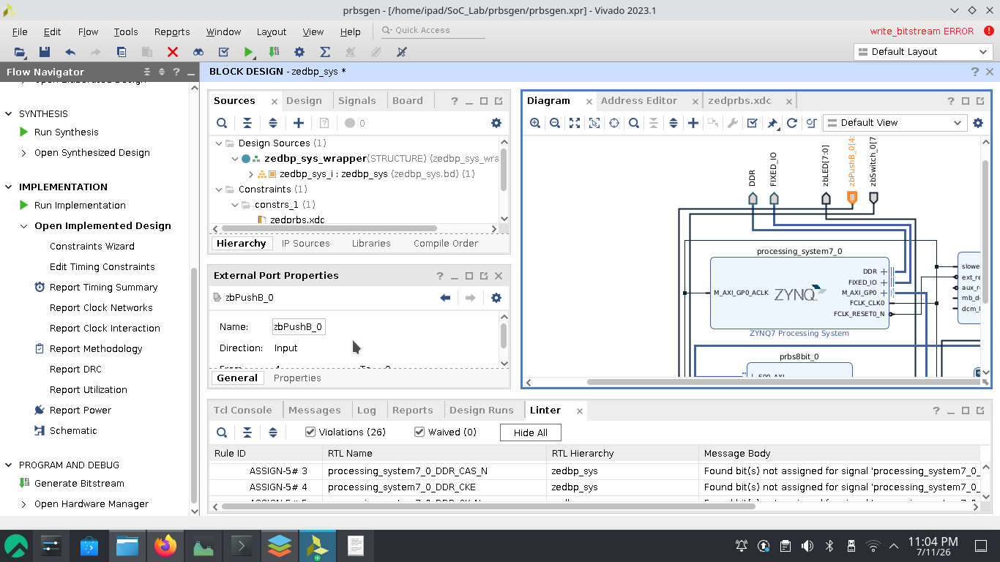 prbsgen - [/home/ipad/SoC_Lab/prbsgen/prbsgen.xpr] - Vivado 2023.1
File Edit Flow Tools Reports Window Layout View Help Quick Access
write_bitstream ERROR
Default Layout
Flow Navigator
SYNTHESIS
Run Synthesis
Open Synthesized Design
IMPLEMENTATION
Run Implementation
Open Implemented Design
Constraints Wizard
Edit Timing Constraints
Report Timing Summary
Report Clock Networks
Report Clock Interaction
Report Methodology
Report DRC
Report Utilization
Report Power
Schematic
PROGRAM AND DEBUG
Generate Bitstream
Open Hardware Manager
BLOCK DESIGN - zedbp_sys *
Sources Design Signals Board
0
Design Sources (1)
zedbp_sys_wrapper(STRUCTURE) (zedbp_sys_wra
zedbp_sys_i : zedbp_sys (zedbp_sys.bd) (1)
Constraints (1)
constrs_1 (1)
zedprbs.xdc
Hierarchy IP Sources Libraries Compile Order
External Port Properties
zbPushB_0
Name: zbPushB_0
Direction: Input
General Properties
Diagram Address Editor zedprbs.xdc
Default View
DDR
FIXED_IO
zbLED[7:0]
zbPushB_0[4:
zbSwitch_0[7
processing_system7_0
DDR
FIXED_IO
M_AXI_GP0_ACLK ZYNQ M_AXI_GP0
FCLK_CLK0
FCLK_RESET0_N
ZYNQ7 Processing System
slowe
ext_re
aux_re
mb_de
dcm_l
prbs8bit_0
Tcl Console Messages Log Reports Design Runs Linter
Violations (26) Waived (0) Hide All
Rule ID RTL Name RTL Hierarchy Message Body
ASSIGN-5# 3 processing_system7_0_DDR_CAS_N zedbp_sys Found bit(s) not assigned for signal 'processing_system7_0_
ASSIGN-5# 4 processing_system7_0_DDR_CKE zedbp_sys Found bit(s) not assigned for signal 'processing_system7_0_
11:04 PM
7/11/26